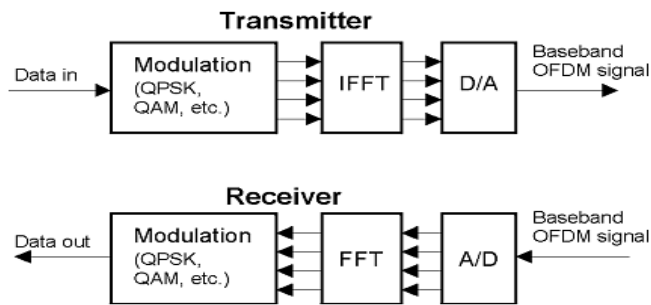 Transmitter
Data in
Modulation
(QPSK,
QAM, etc.)
IFFT
D/A
Baseband
OFDM signal
Receiver
Data out
Modulation
(QPSK,
QAM, etc.)
FFT
A/D
Baseband
OFDM signal